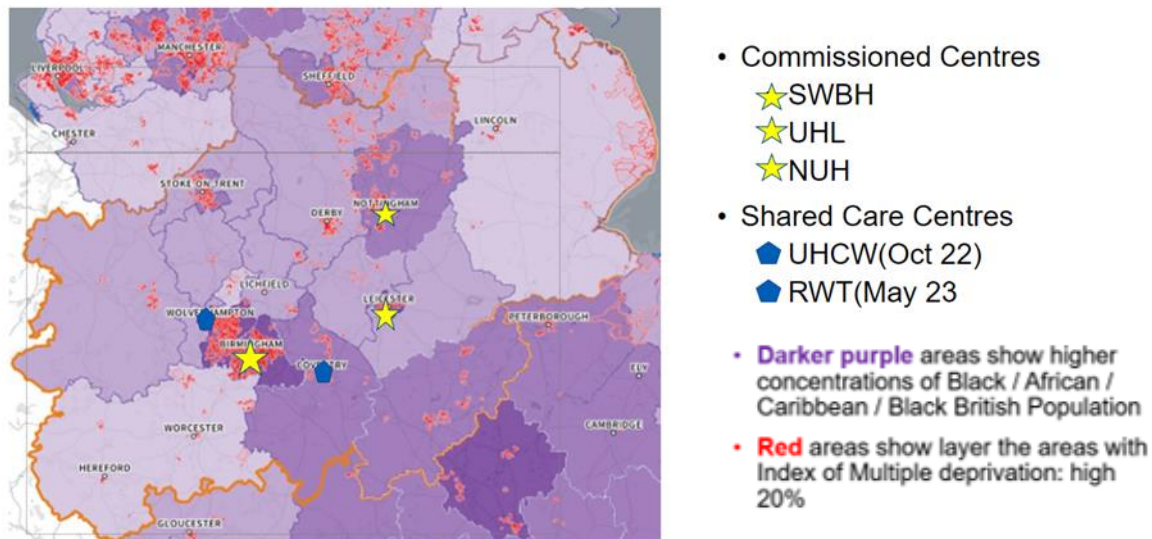 MANCHESTER
LIVERPOOL
SHEFFIELD
CHESTER
LINCOLN
STOKE ON TRENT
DERBY
NOTTINGHAM
LICHFIELD
LEICESTER
WOLVERHAMPTON
PETERBOROUGH
BIRMINGHAM
COVENTRY
ELY
WORCESTER
CAMBRIDGE
HEREFORD
GLOUCESTER
• Commissioned Centres
SWBH
UHL
NUH
• Shared Care Centres
UHCW(Oct 22)
RWT(May 23
• Darker purple areas show higher
concentrations of Black / African /
Caribbean / Black British Population
• Red areas show layer the areas with
Index of Multiple deprivation: high
20%